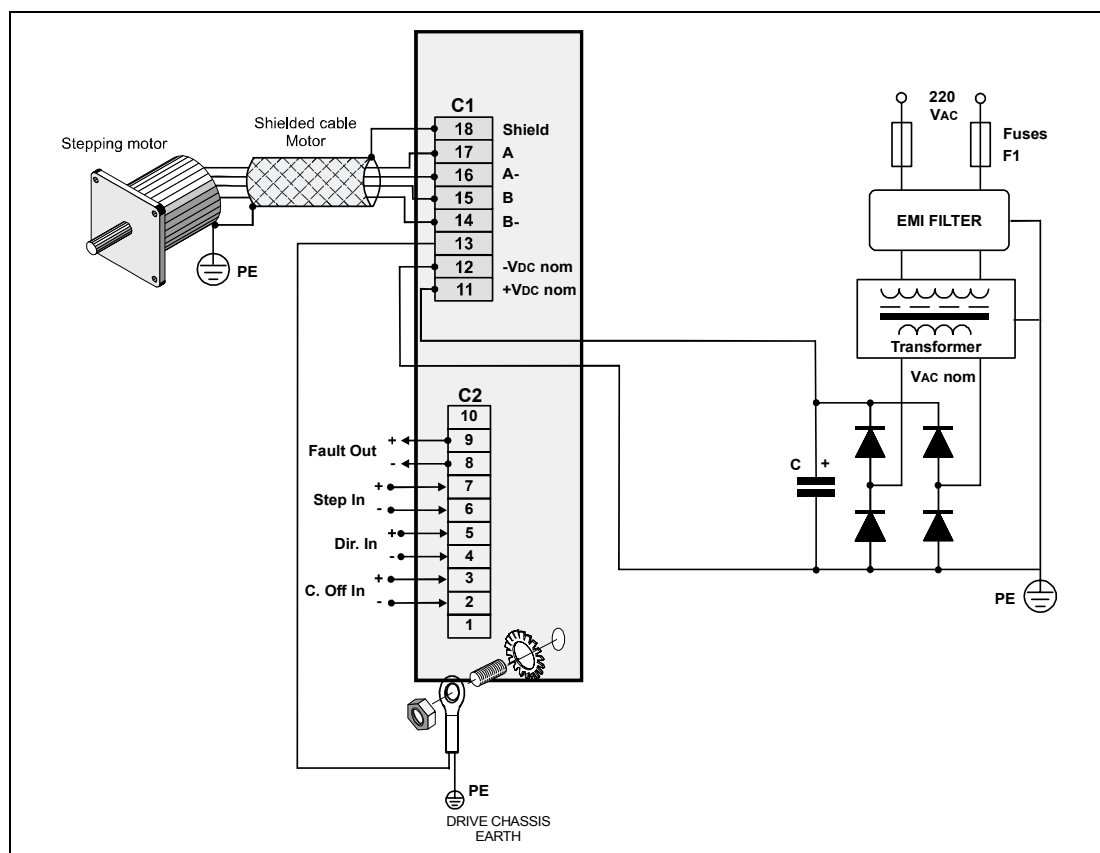 Stepping motor
Shielded cable
Motor
PE
C1
18 Shield
17 A
16 A-
15 B
14 B-
13
12 -VDC nom
11 +VDC nom
C2
10
9
8
7
6
5
4
3
2
1
+
Fault Out
-
+
Step In
-
+
Dir. In
-
+
C. Off In
-
PE
DRIVE CHASSIS
EARTH
220
VAC
Fuses
F1
EMI FILTER
Transformer
VAC nom
C +
PE